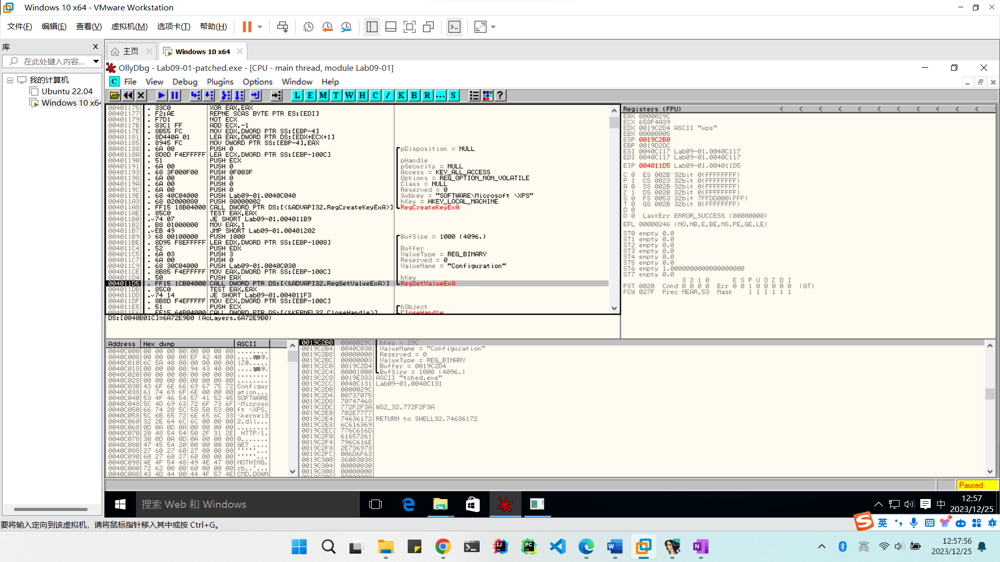 Windows 10 x64 - VMware Workstation
文件(F) 编辑(E) 查看(V) 虚拟机(M) 选项卡(T) 帮助(H)
库
在此处键入内容...
我的计算机
Ubuntu 22.04
Windows 10 x64
主页
Windows 10 x64
OllyDbg - Lab09-01-patched.exe - [CPU - main thread, module Lab09-01]
C File View Debug Plugins Options Window Help
L E M T W H C / K B R ... S ?
00401175 . 33C0 XOR EAX,EAX
00401177 . F2:AE REPNE SCAS BYTE PTR ES:[EDI]
00401179 . F7D1 NOT ECX
0040117B . 83C1 FF ADD ECX,-1
0040117E . 8B55 FC MOV EDX,DWORD PTR SS:[EBP-4]
00401181 . 8D440A 01 LEA EAX,DWORD PTR DS:[EDX+ECX+1]
00401185 . 8945 FC MOV DWORD PTR SS:[EBP-4],EAX
00401188 . 6A 00 PUSH 0 pDisposition = NULL
0040118A . 8D8D F4EFFFFF LEA ECX,DWORD PTR SS:[EBP-100C]
00401190 . 51 PUSH ECX pHandle
00401191 . 6A 00 PUSH 0 pSecurity = NULL
00401193 . 68 3F000F00 PUSH 0F003F Access = KEY_ALL_ACCESS
00401198 . 6A 00 PUSH 0 Options = REG_OPTION_NON_VOLATILE
0040119A . 6A 00 PUSH 0 Class = NULL
0040119C . 6A 00 PUSH 0 Reserved = 0
0040119E . 68 40C04000 PUSH Lab09-01.0040C040 Subkey = "SOFTWARE\Microsoft \XPS"
004011A3 . 68 02000080 PUSH 80000002 hKey = HKEY_LOCAL_MACHINE
004011A8 . FF15 18B04000 CALL DWORD PTR DS:[<&ADVAPI32.RegCreateKeyExA>] RegCreateKeyExA
004011AE . 85C0 TEST EAX,EAX
004011B0 . 74 07 JE SHORT Lab09-01.004011B9
004011B2 . B8 01000000 MOV EAX,1
004011B7 . EB 49 JMP SHORT Lab09-01.00401202
004011B9 > 68 00100000 PUSH 1000 BufSize = 1000 (4096.)
004011BE . 8D95 F8EFFFFF LEA EDX,DWORD PTR SS:[EBP-1008]
004011C4 . 52 PUSH EDX Buffer
004011C5 . 6A 03 PUSH 3 ValueType = REG_BINARY
004011C7 . 6A 00 PUSH 0 Reserved = 0
004011C9 . 68 30C04000 PUSH Lab09-01.0040C030 ValueName = "Configuration"
004011CE . 8B85 F4EFFFFF MOV EAX,DWORD PTR SS:[EBP-100C]
004011D4 . 50 PUSH EAX hKey
004011D5 . FF15 1CB04000 CALL DWORD PTR DS:[<&ADVAPI32.RegSetValueExA>] RegSetValueExA
004011DB . 85C0 TEST EAX,EAX
004011DD . 74 14 JE SHORT Lab09-01.004011F3
004011DF . 8B8D F4EFFFFF MOV ECX,DWORD PTR SS:[EBP-100C]
004011E5 . 51 PUSH ECX hObject
004011E6 . FF15 64B04000 CALL DWORD PTR DS:[<&KERNEL32.CloseHandle>] CloseHandle
DS:[0040B01C]=6A72E9B0 (AcLayers.6A72E9B0)
Registers (FPU) < < < < < < < < < < <
EAX 0000029C
ECX 658F4A39
EDX 0019C2D4 ASCII "ups"
EBX 00000005
ESP 0019C2B0
EBP 0019D2DC
ESI 0040C117 Lab09-01.0040C117
EDI 0040C117 Lab09-01.0040C117
EIP 004011D5 Lab09-01.004011D5
C 0 ES 002B 32bit 0(FFFFFFFF)
P 1 CS 0023 32bit 0(FFFFFFFF)
A 0 SS 002B 32bit 0(FFFFFFFF)
Z 1 DS 002B 32bit 0(FFFFFFFF)
S 0 FS 0053 32bit 7FFDD000(FFF)
T 0 GS 002B 32bit 0(FFFFFFFF)
D 0
O 0 LastErr ERROR_SUCCESS (00000000)
EFL 00000246 (NO,NB,E,BE,NS,PE,GE,LE)
ST0 empty 0.0
ST1 empty 0.0
ST2 empty 0.0
ST3 empty 0.0
ST4 empty 0.0
ST5 empty 0.0
ST6 empty 1.0000000000000000000
ST7 empty 0.0
3 2 1 0 E S P U O Z D I
FST 0020 Cond 0 0 0 0 Err 0 0 1 0 0 0 0 0 (GT)
FCW 027F Prec NEAR,53 Mask 1 1 1 1 1 1
Address Hex dump ASCII
0040C000 00 00 00 00 00 00 00 00 ........
0040C008 00 00 00 00 EF 42 40 00
0040C010 6C 5A 40 00 00 00 00 00 lZ@.....
0040C018 00 00 00 00 94 43 40 00
0040C020 00 00 00 00 00 00 00 00 ........
0040C028 00 00 00 00 00 00 00 00 ........
0040C030 43 6F 6E 66 69 67 75 72 Configur
0040C038 61 74 69 6F 6E 00 00 00 ation...
0040C040 53 4F 46 54 57 41 52 45 SOFTWARE
0040C048 5C 4D 69 63 72 6F 73 6F \Microso
0040C050 66 74 20 5C 58 50 53 00 ft \XPS.
0040C058 5C 6B 65 72 6E 65 6C 33 \kernel3
0040C060 32 2E 64 6C 6C 00 00 00 2.dll...
0040C068 0D 0A 0D 0A 00 00 00 00 ........
0040C070 20 48 54 54 50 2F 31 2E HTTP/1.
0040C078 30 0D 0A 0D 0A 00 00 00 0.......
0040C080 47 45 54 20 00 00 00 00 GET ....
0040C088 27 60 27 60 27 00 00 00 '`'`'...
0040C090 60 27 60 27 60 00 00 00 `'`'`...
0040C098 4E 4F 54 48 49 4E 47 00 NOTHING.
0040C0A0 72 62 00 00 60 00 00 00 rb..`...
0040C0A8 43 4D 44 00 44 4F 57 4E CMD.DOWN
0019C2B0 0000029C hKey = 29C
0019C2B4 0040C030 ValueName = "Configuration"
0019C2B8 00000000 Reserved = 0
0019C2BC 00000003 ValueType = REG_BINARY
0019C2C0 0019C2D4 Buffer = 0019C2D4
0019C2C4 00001000 BufSize = 1000 (4096.)
0019C2C8 0019E333 ASCII "tched.exe"
0019C2CC 0040C131 Lab09-01.0040C131
0019C2D0 0000029C
0019C2D4 00737075
0019C2D8 70747468
0019C2DC 772F2F3A WS2_32.772F2F3A
0019C2E0 702E7777
0019C2E4 74636172 RETURN to SHELL32.74636172
0019C2E8 6C616369
0019C2EC 776C616D
0019C2F0 61657261
0019C2F4 796C616E
0019C2F8 2E736973
0019C2FC 006D6F63
0019C300 36003038
0019C304 00000030
0019C308 00000000
Paused
搜索 Web 和 Windows
中
12:57
2023/12/25
要将输入定向到该虚拟机，请将鼠标指针移入其中或按 Ctrl+G。
英
英
12:57:56
2023/12/25